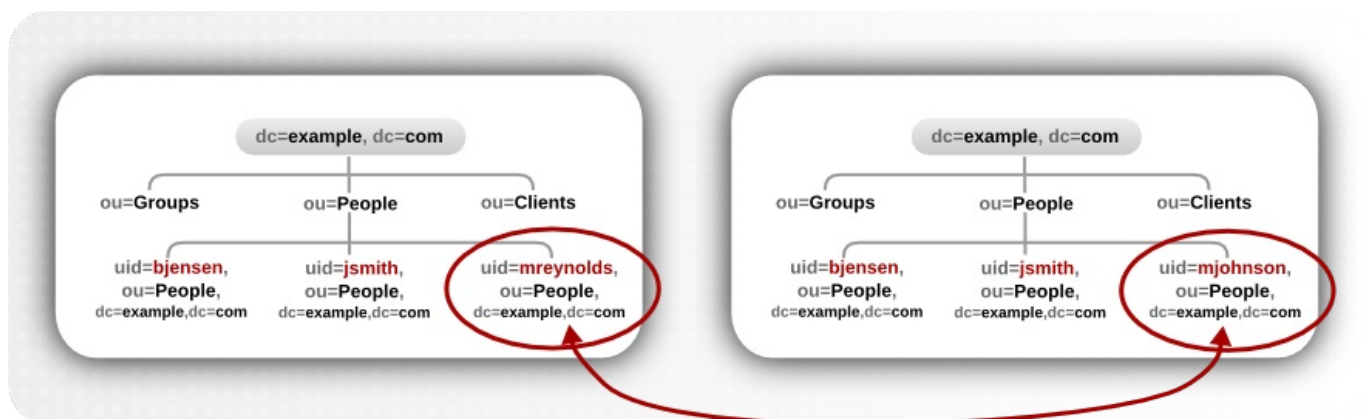 dc=example, dc=com
ou=Groups
ou=People
ou=Clients
uid=bjensen,
ou=People,
dc=example,dc=com
uid=jsmith,
ou=People,
dc=example,dc=com
uid=mreynolds,
ou=People,
dc=example,dc=com
dc=example, dc=com
ou=Groups
ou=People
ou=Clients
uid=bjensen,
ou=People,
dc=example,dc=com
uid=jsmith,
ou=People,
dc=example,dc=com
uid=mjohnson,
ou=People,
dc=example,dc=com